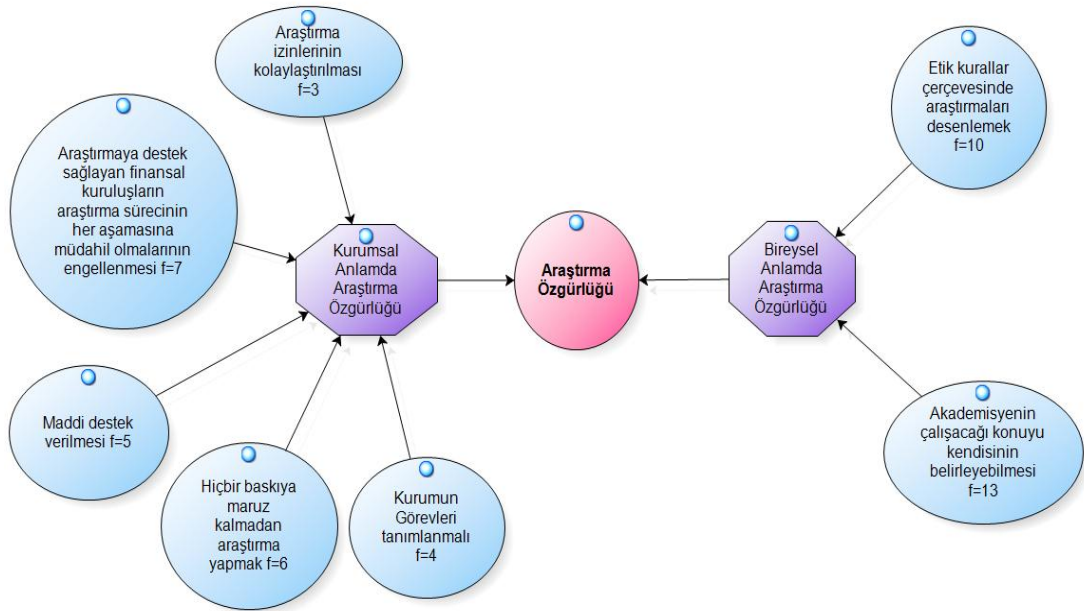 Araştırma
izinlerinin
kolaylaştırılması
f=3
Araştırmaya destek
sağlayan finansal
kuruluşların
araştırma sürecinin
her aşamasına
müdahil olmalarının
engellenmesi f=7
Maddi destek
verilmesi f=5
Hiçbir baskıya
maruz
kalmadan
araştırma
yapmak f=6
Kurumun
Görevleri
tanımlanmalı
f=4
Kurumsal
Anlamda
Araştırma
Özgürlüğü
Araştırma
Özgürlüğü
Bireysel
Anlamda
Araştırma
Özgürlüğü
Etik kurallar
çerçevesinde
araştırmaları
desenlemek
f=10
Akademisyenin
çalışacağı konuyu
kendisinin
belirleyebilmesi
f=13